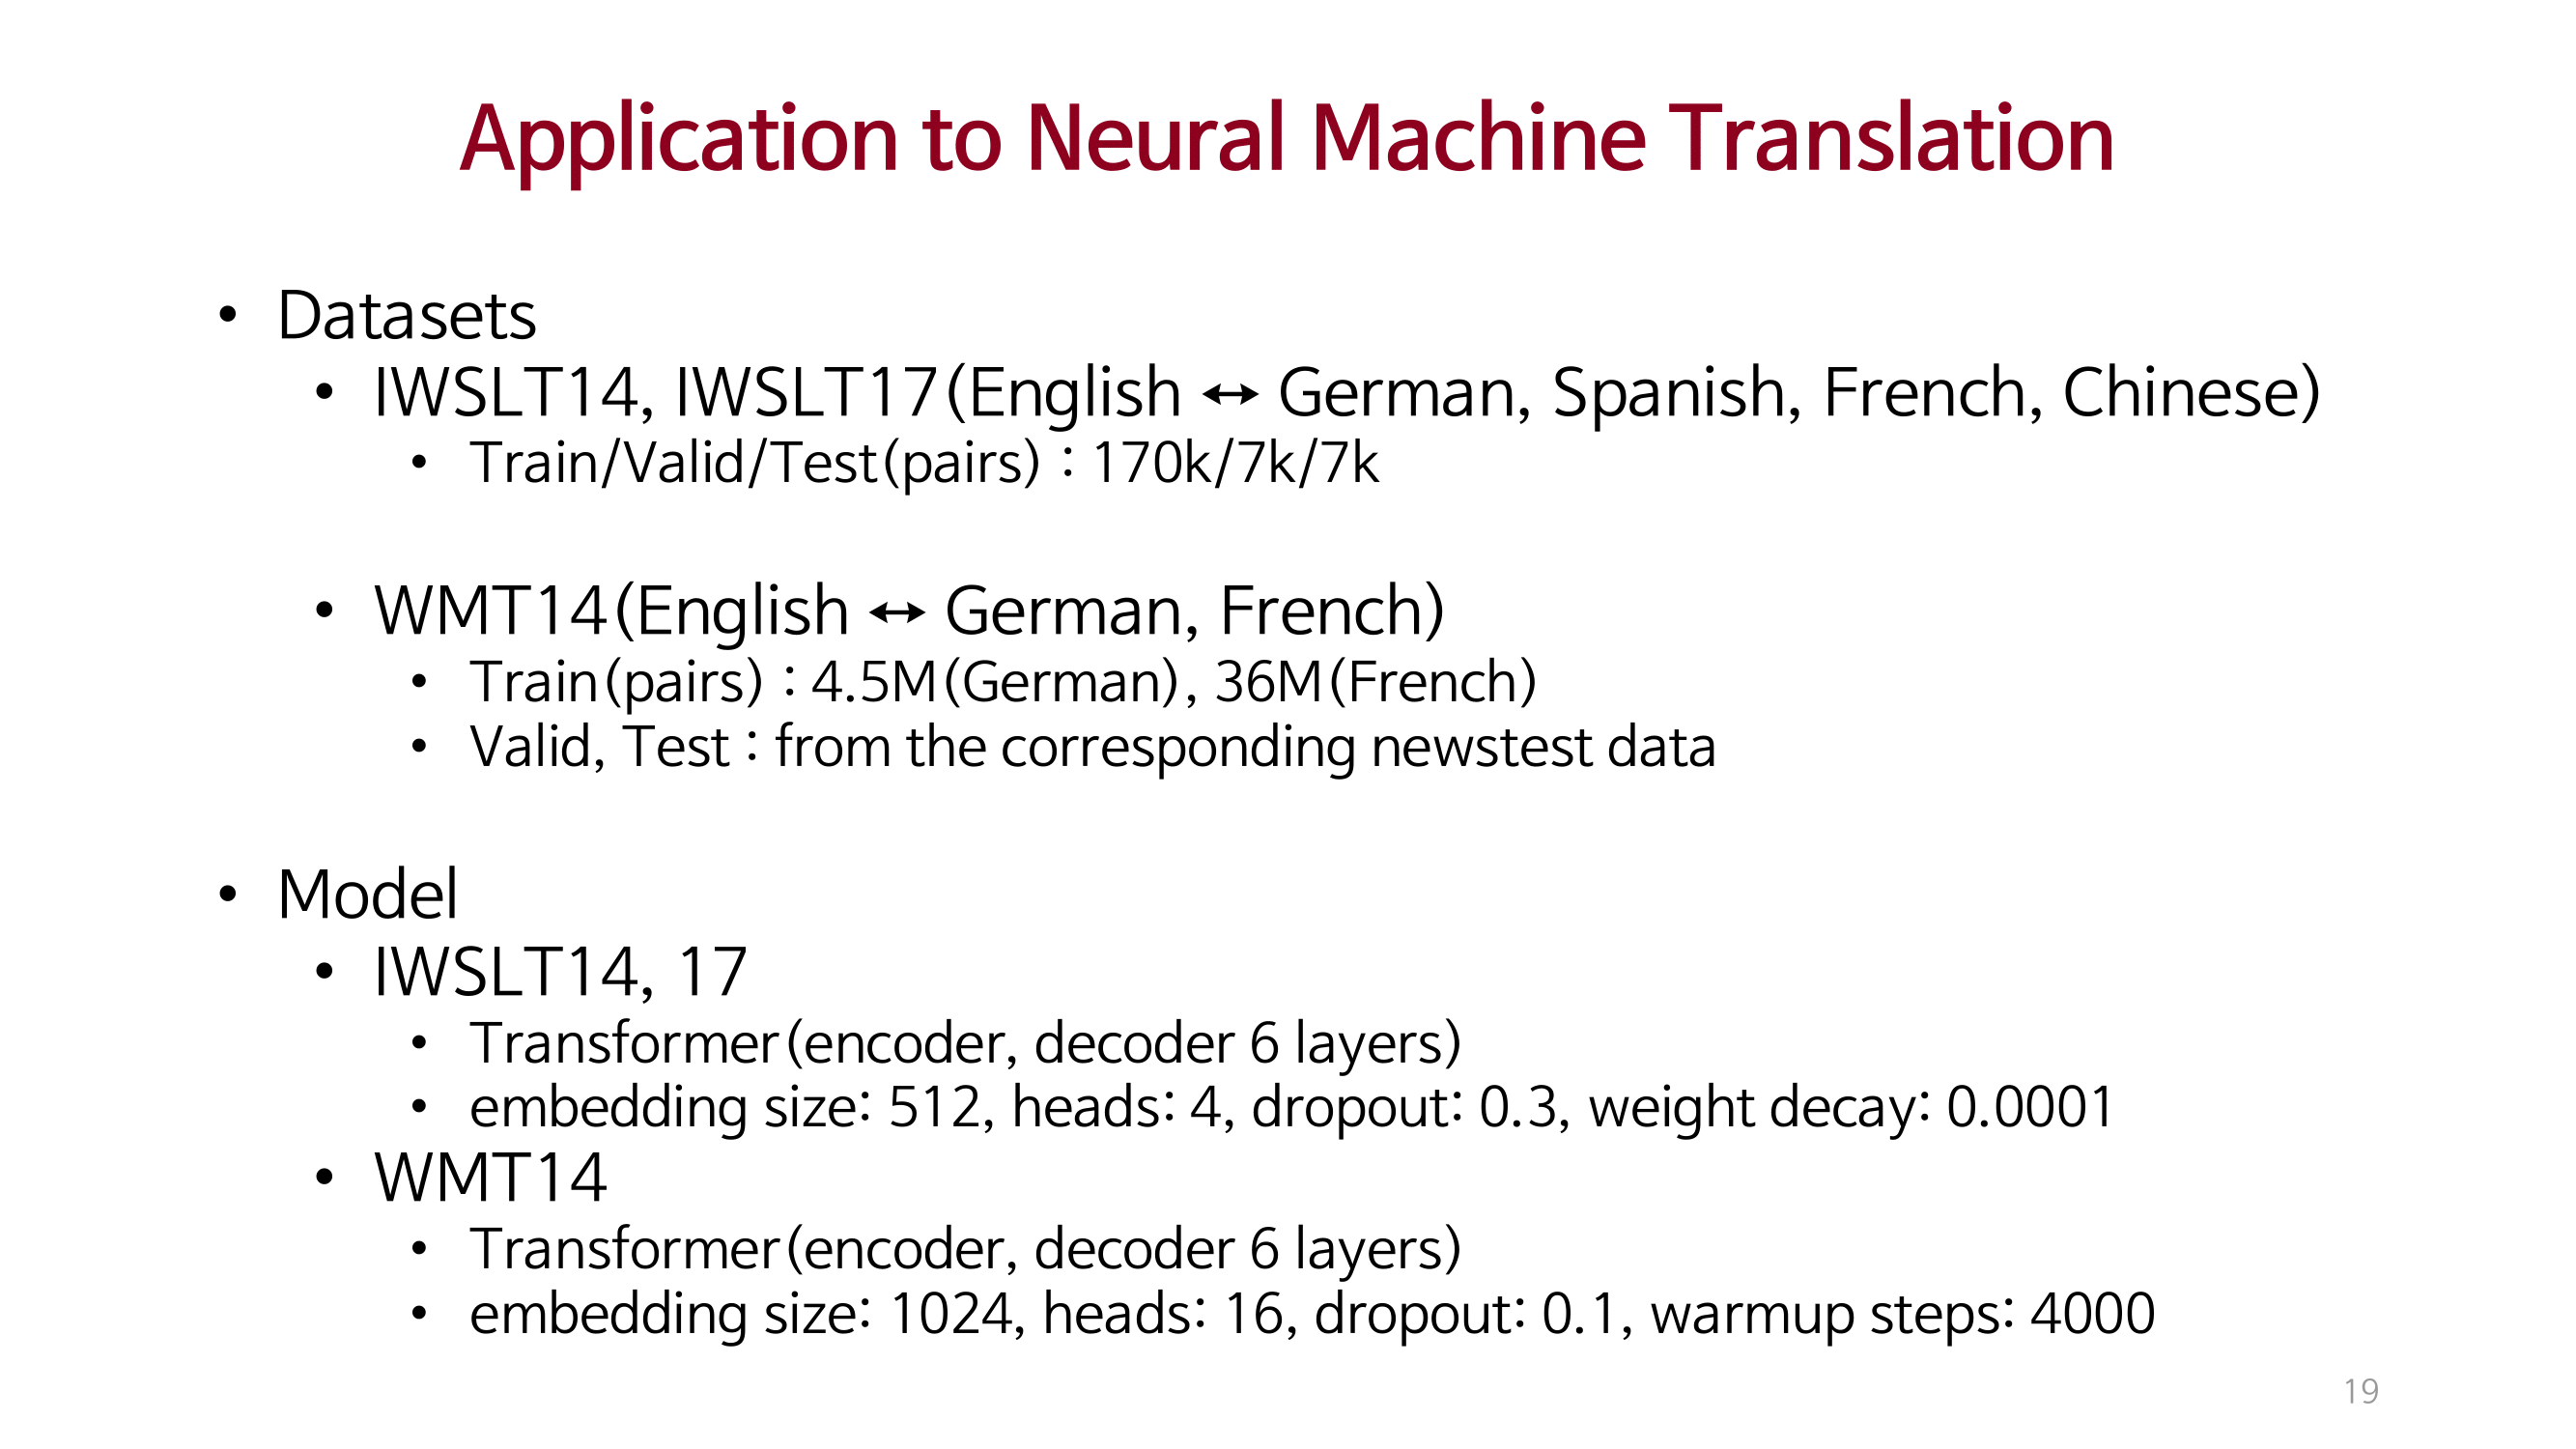 Application to Neural Machine Translation
• Datasets
• IWSLT14, IWSLT17(English ↔ German, Spanish, French, Chinese)
• Train/Valid/Test(pairs) : 170k/7k/7k
• WMT14(English ↔ German, French)
• Train(pairs) : 4.5M(German), 36M(French)
• Valid, Test : from the corresponding newstest data
• Model
• IWSLT14, 17
• Transformer(encoder, decoder 6 layers)
• embedding size: 512, heads: 4, dropout: 0.3, weight decay: 0.0001
• WMT14
• Transformer(encoder, decoder 6 layers)
• embedding size: 1024, heads: 16, dropout: 0.1, warmup steps: 4000
19